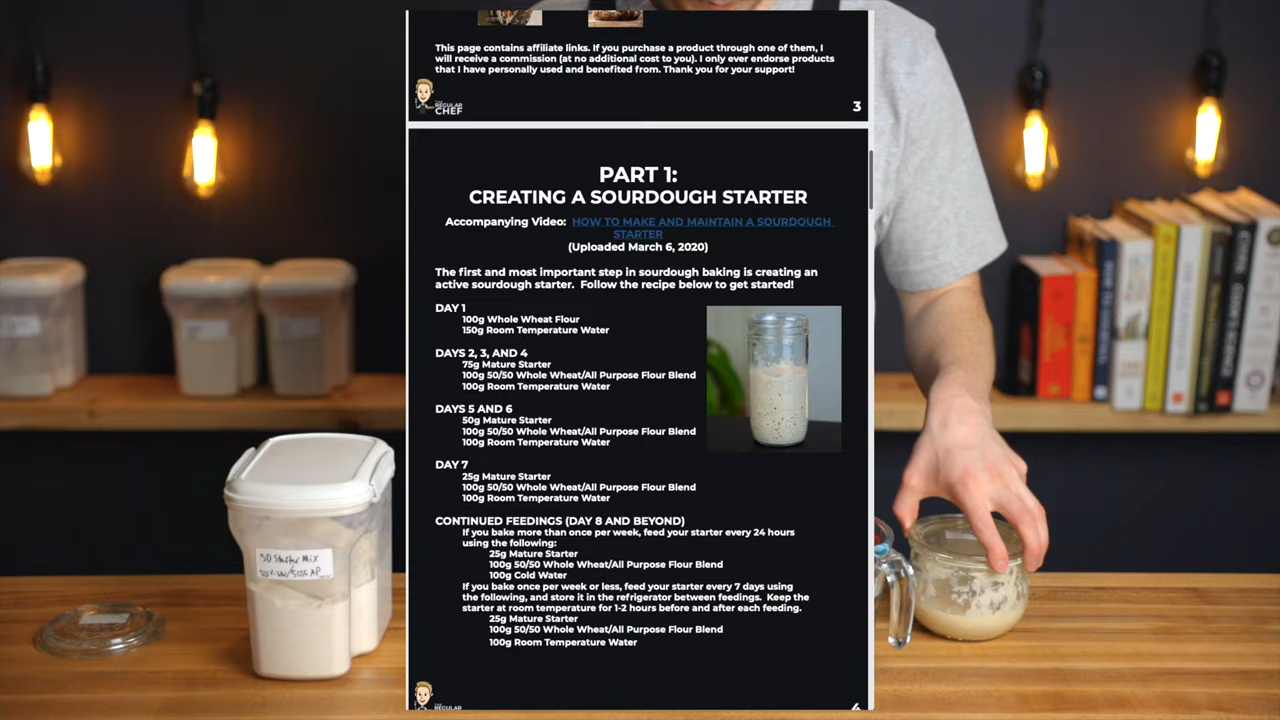 This page contains affiliate links. If you purchase a product through one of them, I
will receive a commission (at no additional cost to you). I only ever endorse products
that I have personally used and benefited from. Thank you for your support!
THE
REGULAR
CHEF
3
PART 1:
CREATING A SOURDOUGH STARTER
Accompanying Video: HOW TO MAKE AND MAINTAIN A SOURDOUGH
STARTER
(Uploaded March 6, 2020)
The first and most important step in sourdough baking is creating an
active sourdough starter. Follow the recipe below to get started!
DAY 1
100g Whole Wheat Flour
150g Room Temperature Water
DAYS 2, 3, AND 4
75g Mature Starter
100g 50/50 Whole Wheat/All Purpose Flour Blend
100g Room Temperature Water
DAYS 5 AND 6
50g Mature Starter
100g 50/50 Whole Wheat/All Purpose Flour Blend
100g Room Temperature Water
DAY 7
25g Mature Starter
100g 50/50 Whole Wheat/All Purpose Flour Blend
100g Room Temperature Water
CONTINUED FEEDINGS (DAY 8 AND BEYOND)
If you bake more than once per week, feed your starter every 24 hours
using the following:
25g Mature Starter
100g 50/50 Whole Wheat/All Purpose Flour Blend
100g Cold Water
If you bake once per week or less, feed your starter every 7 days using
the following, and store it in the refrigerator between feedings. Keep the
starter at room temperature for 1-2 hours before and after each feeding.
25g Mature Starter
100g 50/50 Whole Wheat/All Purpose Flour Blend
100g Room Temperature Water
REGULAR
4
SD Starter Mix
50% WW/50% AP